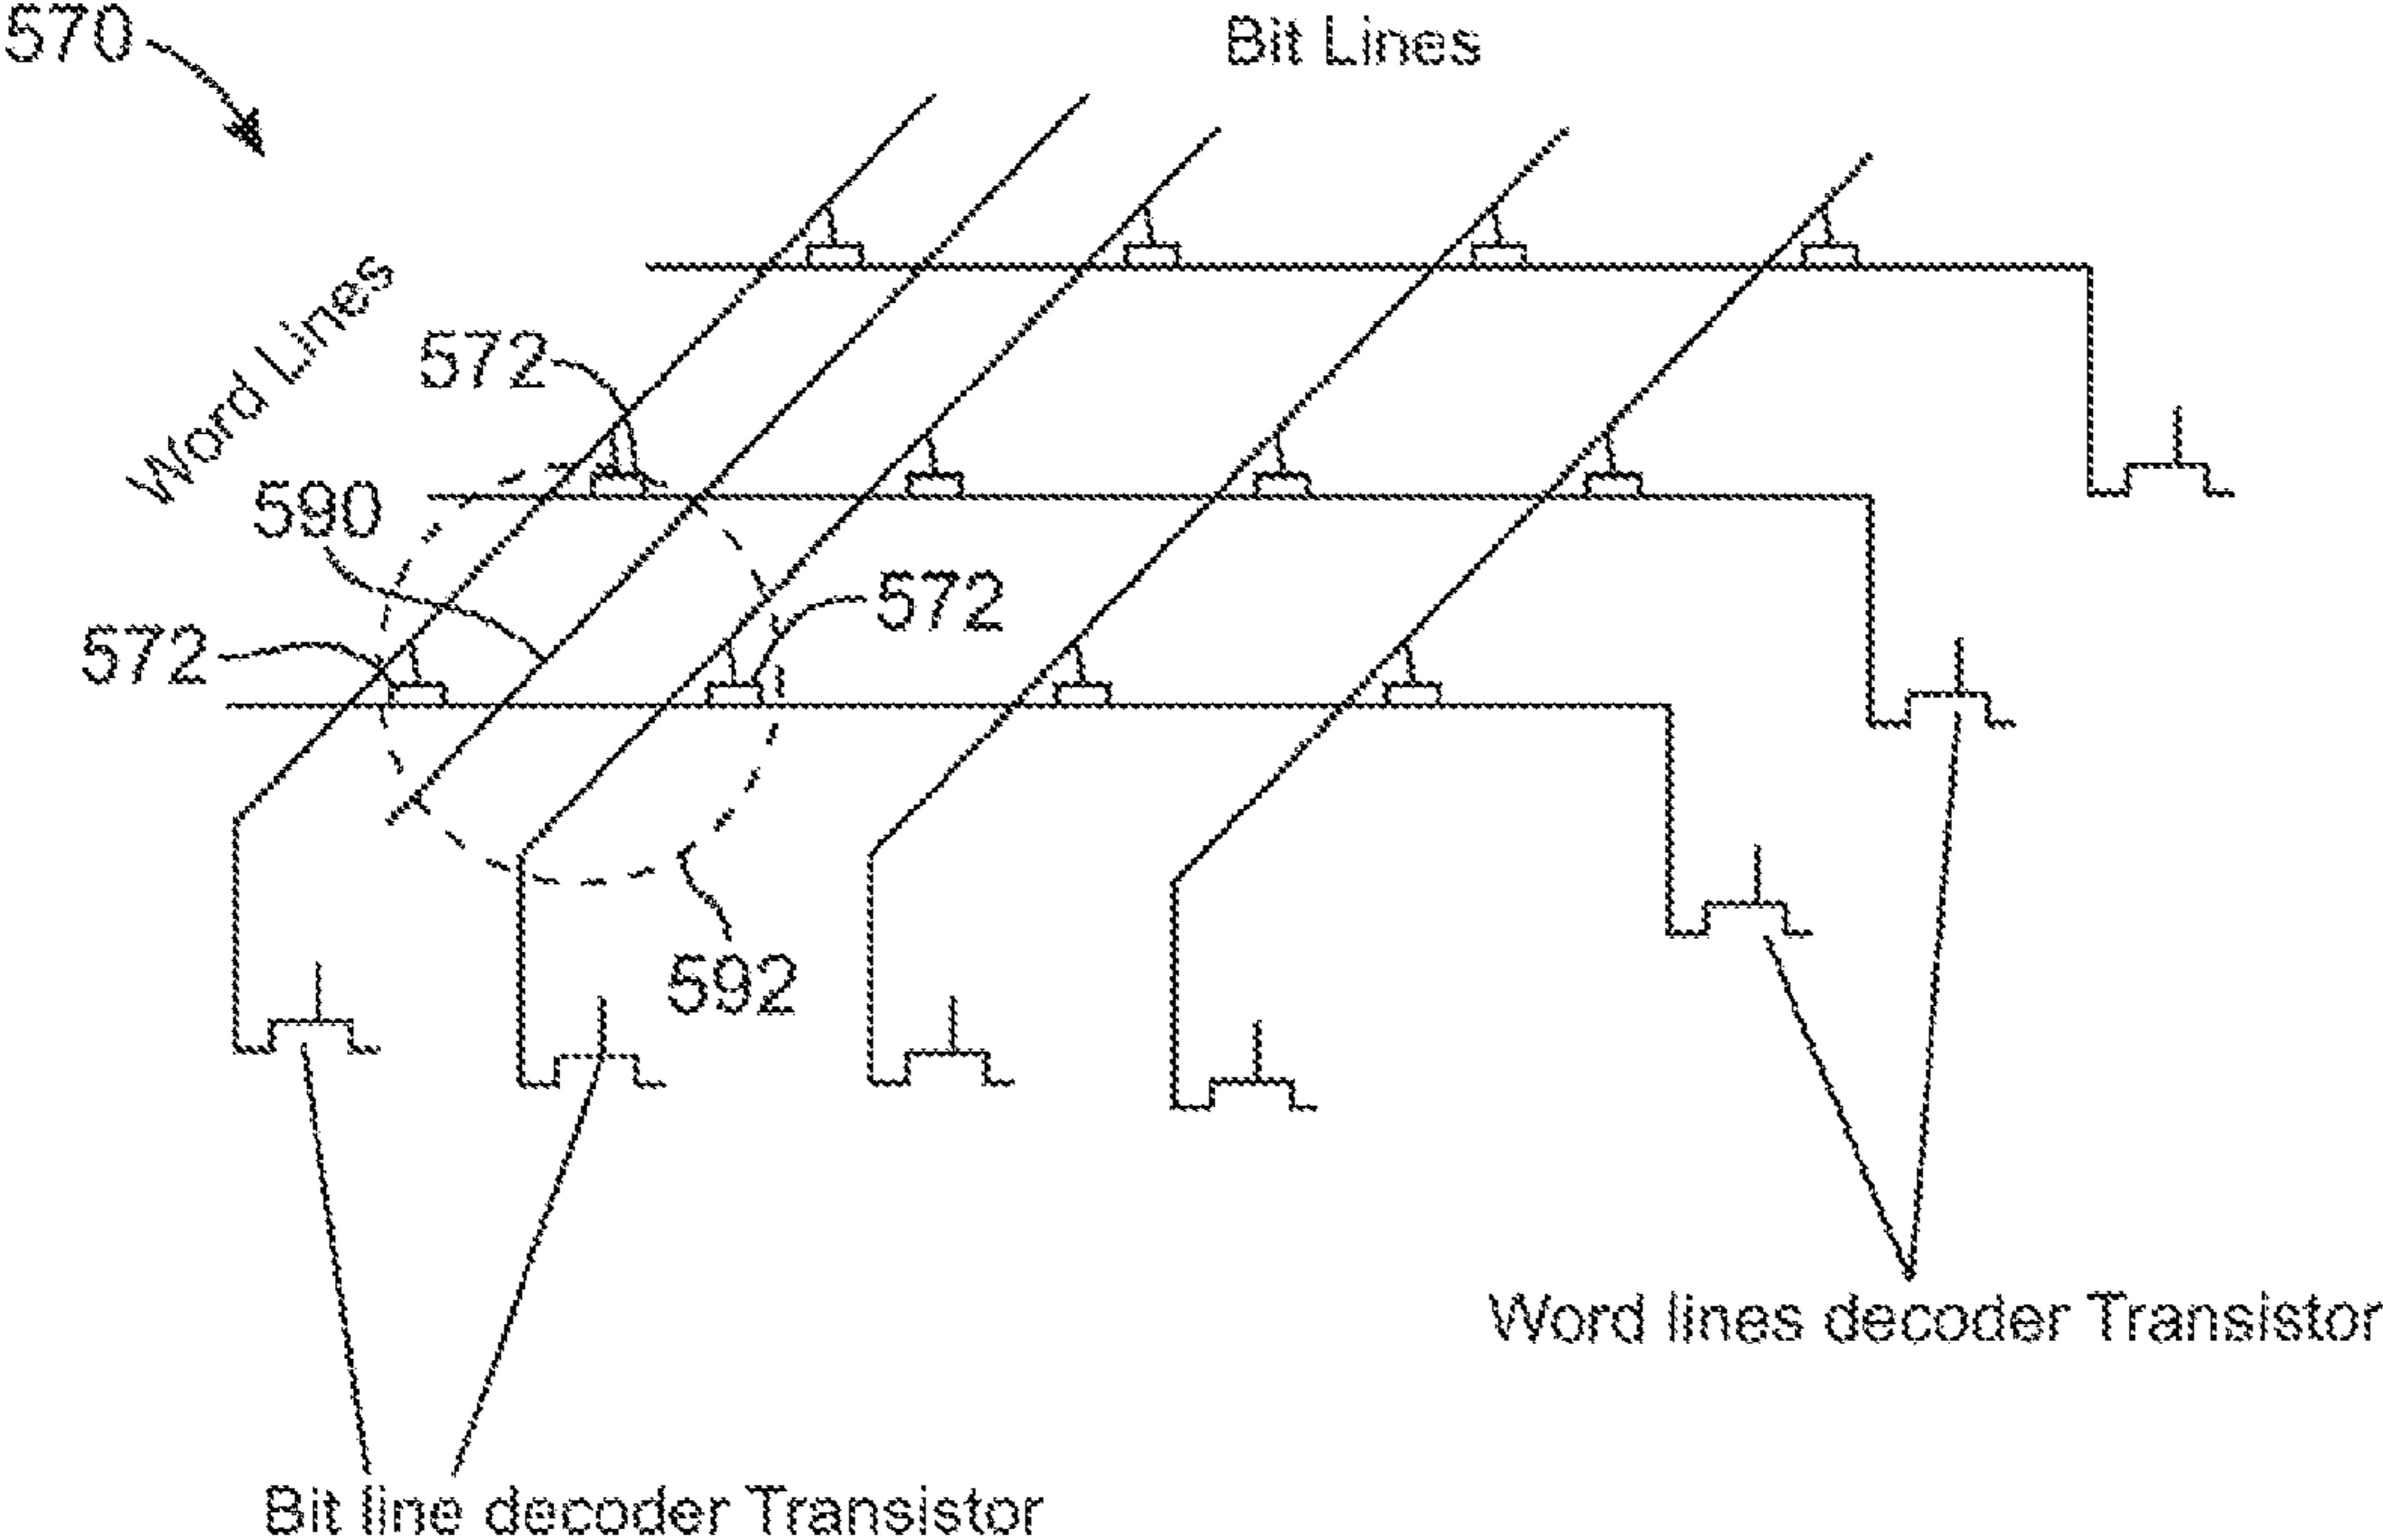 570
Bit Lines
Word Lines
572
590
572
572
592
Word lines decoder Transistor
Bit line decoder Transistor